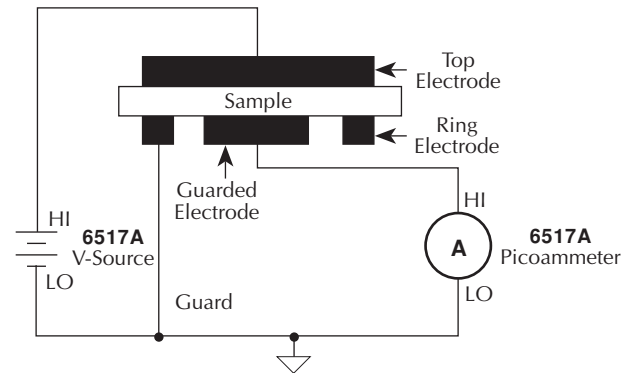 Top
Electrode
Sample
Ring
Electrode
Guarded
Electrode
HI
6517A
V-Source
LO
Guard
HI
A
6517A
Picoammeter
LO